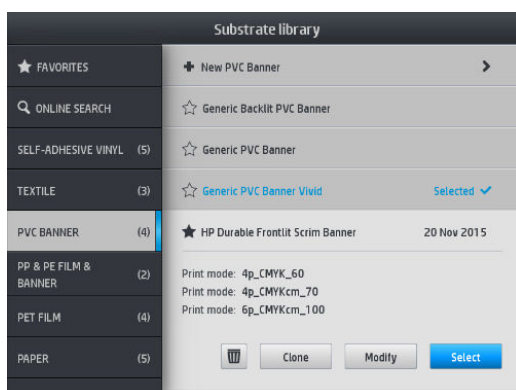 Substrate library
FAVORITES
ONLINE SEARCH
SELF-ADHESIVE VINYL (5)
TEXTILE (3)
PVC BANNER (4)
PP & PE FILM &
BANNER (2)
PET FILM (4)
PAPER (5)
New PVC Banner
Generic Backlit PVC Banner
Generic PVC Banner
Generic PVC Banner Vivid Selected
HP Durable Frontlit Scrim Banner 20 Nov 2015
Print mode: 4p_CMYK_60
Print mode: 4p_CMYKcm_70
Print mode: 6p_CMYKcm_100
Clone Modify Select